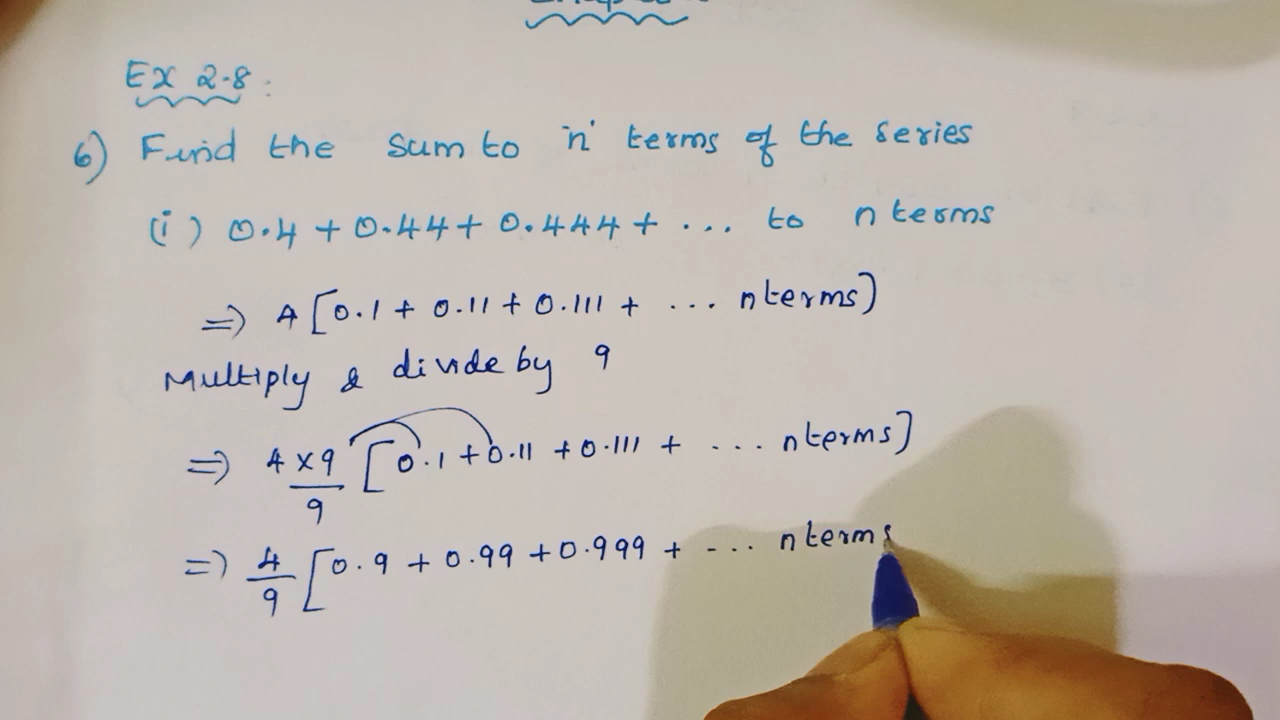 Ex 2.8:
6) Find the sum to 'n' terms of the series
(i) 0.4 + 0.44 + 0.444 + ... to n terms
=> 4[0.1 + 0.11 + 0.111 + ... n terms]
Multiply & divide by 9
=> 4×9/9 [0.1 + 0.11 + 0.111 + ... n terms]
=> 4/9 [0.9 + 0.99 + 0.999 + ... n terms